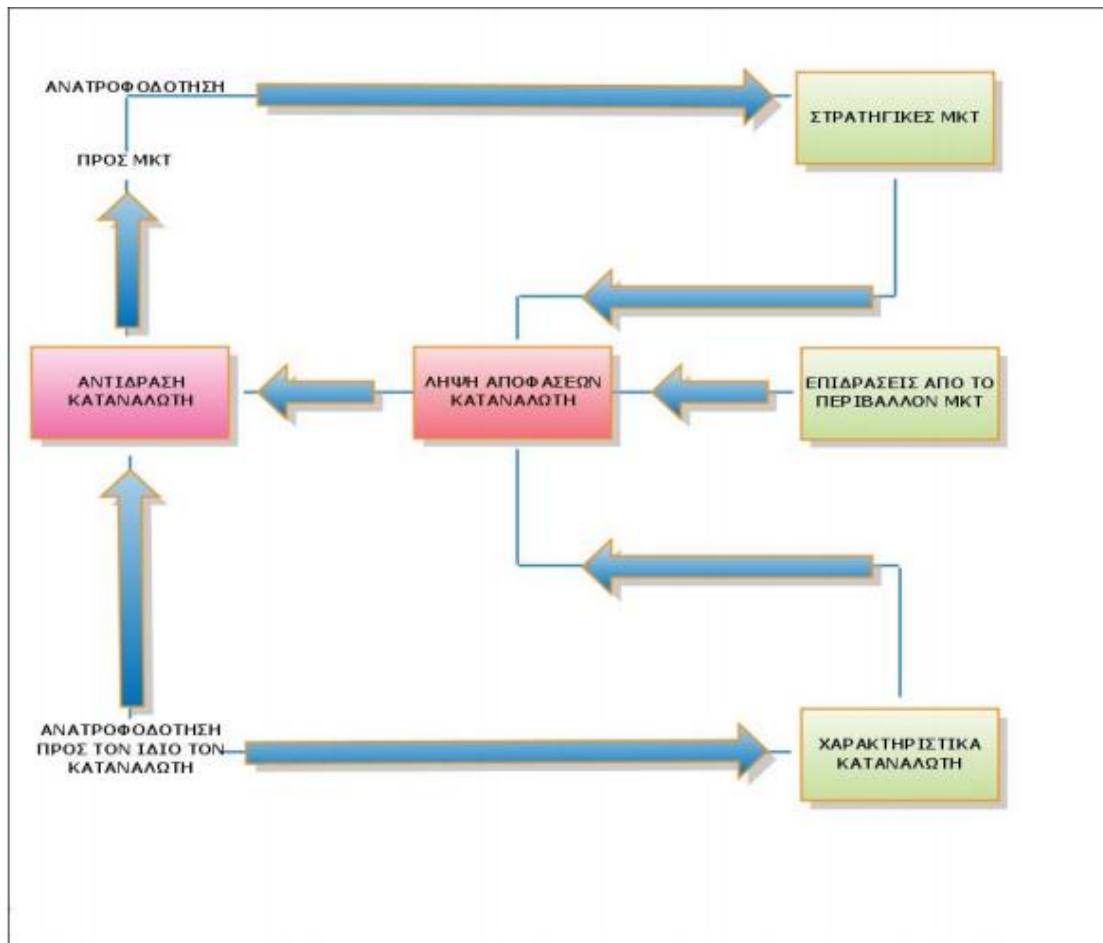 ΑΝΑΤΡΟΦΟΔΟΤΗΣΗ
ΠΡΟΣ ΜΚΤ
ΣΤΡΑΤΗΓΙΚΕΣ ΜΚΤ
ΑΝΤΙΔΡΑΣΗ
ΚΑΤΑΝΑΛΩΤΗ
ΛΗΨΗ ΑΠΟΦΑΣΕΩΝ
ΚΑΤΑΝΑΛΩΤΗ
ΕΠΙΔΡΑΣΕΙΣ ΑΠΟ ΤΟ
ΠΕΡΙΒΑΛΛΟΝ ΜΚΤ
ΑΝΑΤΡΟΦΟΔΟΤΗΣΗ
ΠΡΟΣ ΤΟΝ ΙΔΙΟ ΤΟΝ
ΚΑΤΑΝΑΛΩΤΗ
ΧΑΡΑΚΤΗΡΙΣΤΙΚΑ
ΚΑΤΑΝΑΛΩΤΗ